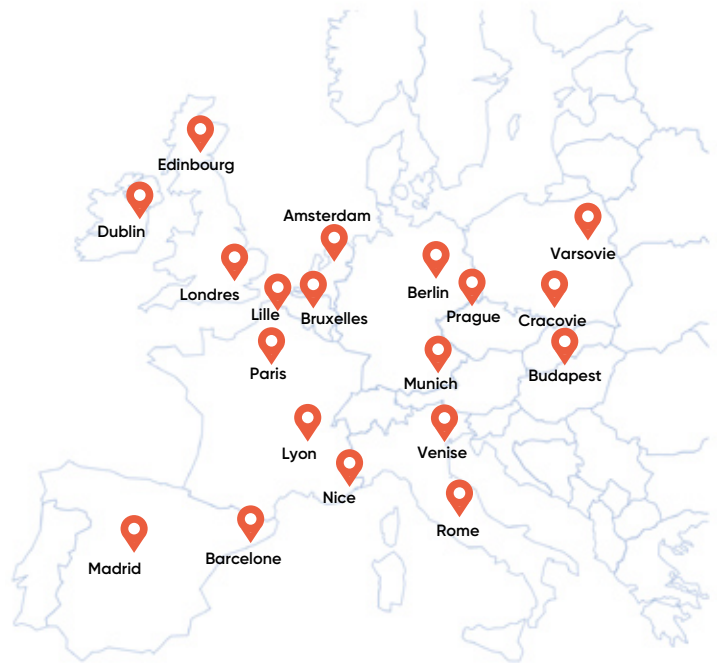 Edinbourg
Dublin
Amsterdam
Varsovie
Londres
Berlin
Lille
Bruxelles
Prague
Cracovie
Paris
Munich
Budapest
Lyon
Venise
Nice
Rome
Madrid
Barcelone